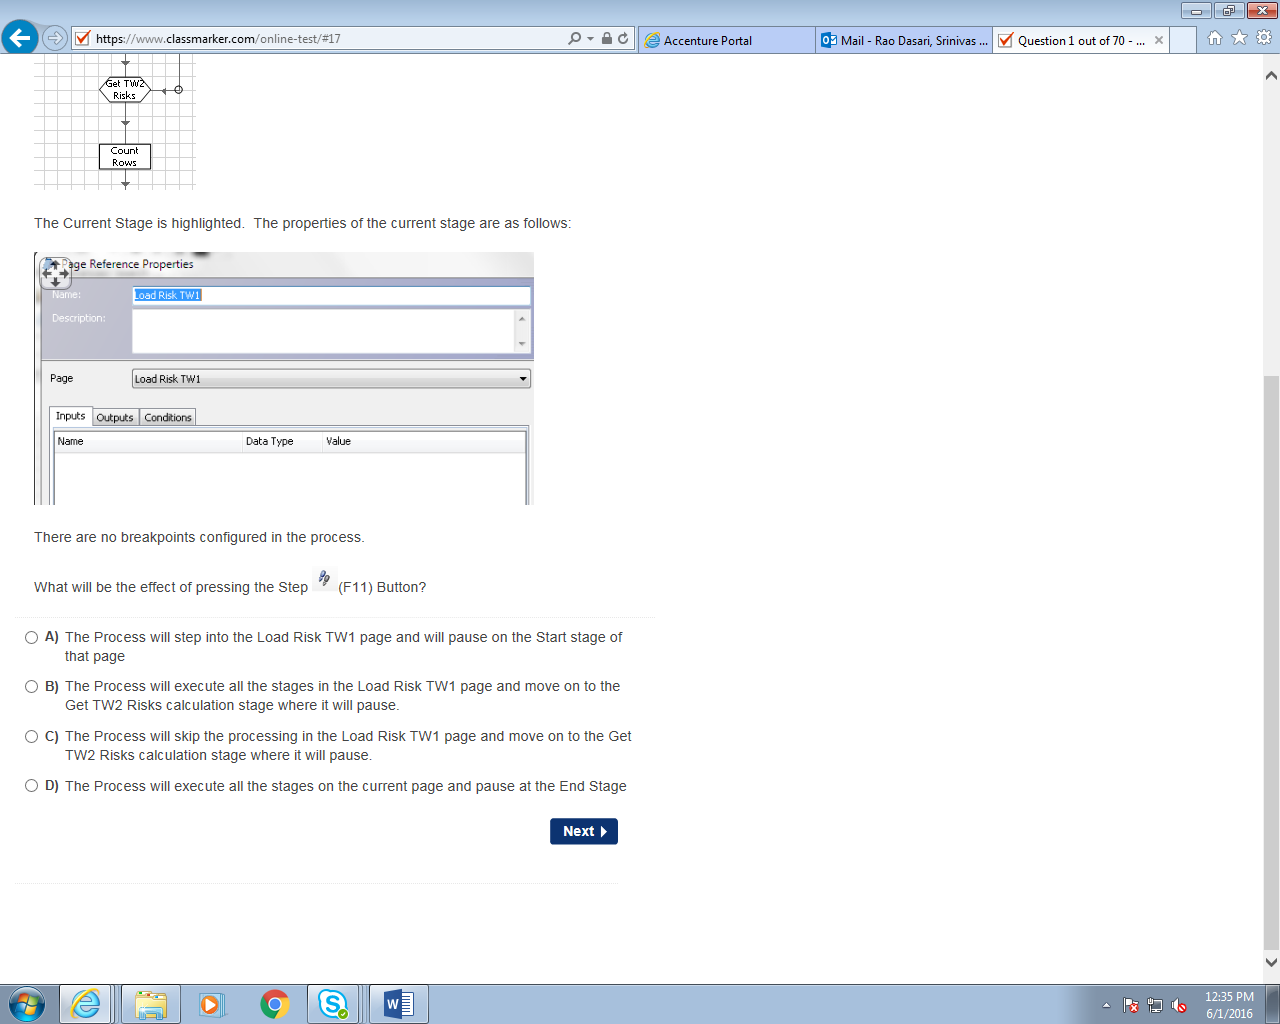 https://www.classmarker.com/online-test/#17
Accenture Portal
Mail - Rao Dasari, Srinivas ...
Question 1 out of 70 - ...
Get TW2
Risks
Count
Rows
The Current Stage is highlighted.  The properties of the current stage are as follows:
Page Reference Properties
Name:
Load Risk TW1
Description:
Page
Load Risk TW1
Inputs
Outputs
Conditions
Name
Data Type
Value
There are no breakpoints configured in the process.
What will be the effect of pressing the Step (F11) Button?
A) The Process will step into the Load Risk TW1 page and will pause on the Start stage of
that page
B) The Process will execute all the stages in the Load Risk TW1 page and move on to the
Get TW2 Risks calculation stage where it will pause.
C) The Process will skip the processing in the Load Risk TW1 page and move on to the Get
TW2 Risks calculation stage where it will pause.
D) The Process will execute all the stages on the current page and pause at the End Stage
Next
12:35 PM
6/1/2016